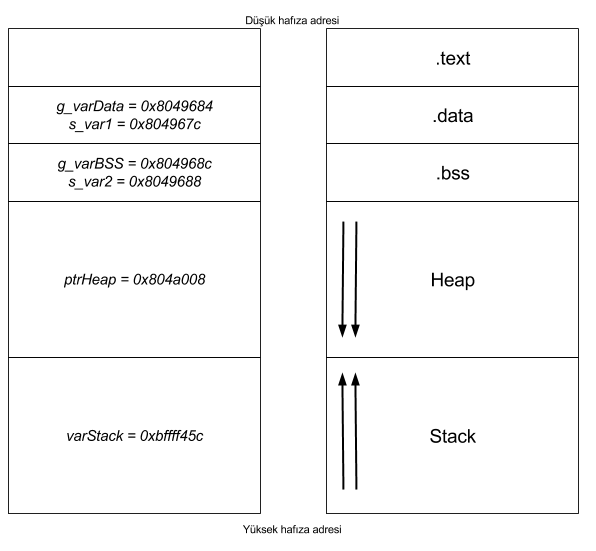 Düşük hafıza adresi
.text
g_varData = 0x8049684
s_var1 = 0x804967c
.data
g_varBSS = 0x804968c
s_var2 = 0x8049688
.bss
ptrHeap = 0x804a008
Heap
varStack = 0xbffff45c
Stack
Yüksek hafıza adresi